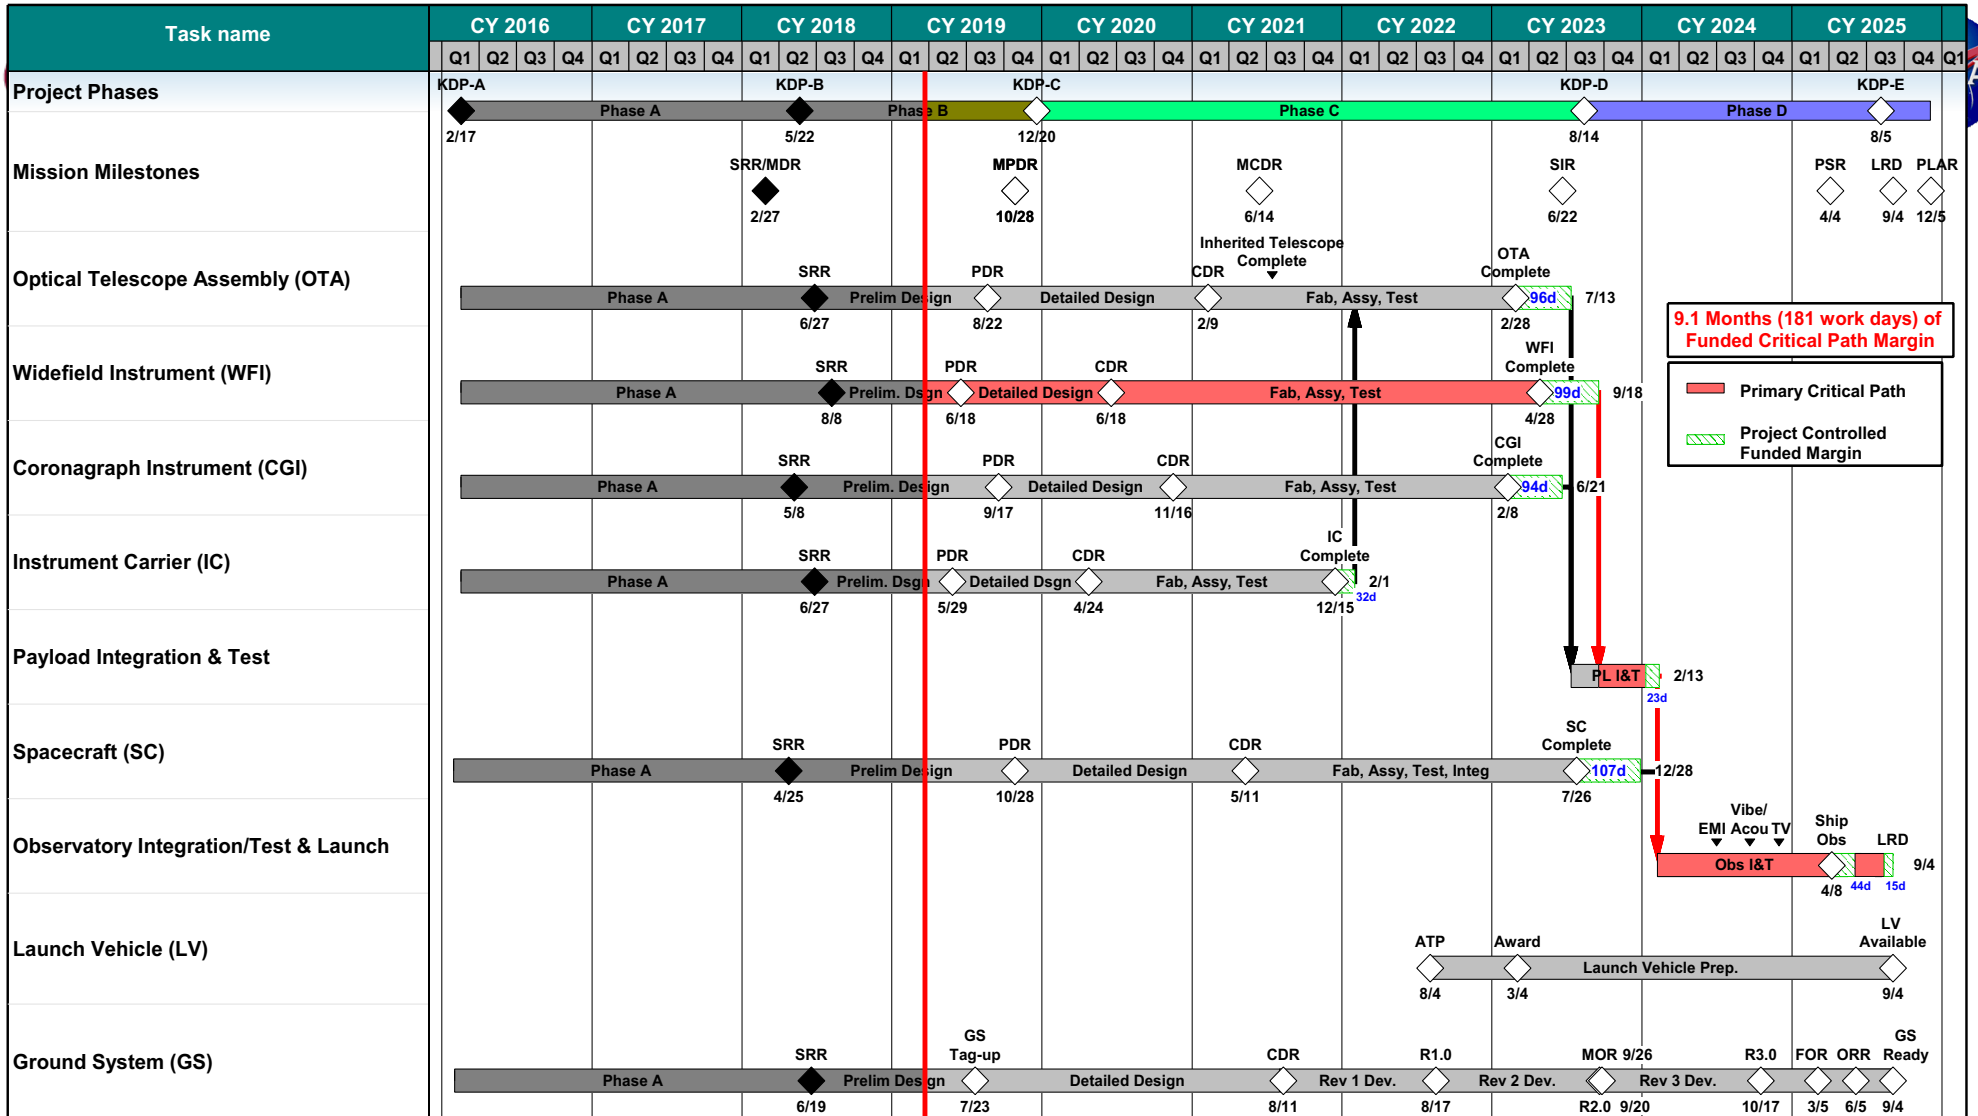 Task name
CY 2016 CY 2017 CY 2018 CY 2019 CY 2020 CY 2021 CY 2022 CY 2023 CY 2024 CY 2025
Q1 Q2 Q3 Q4 Q1 Q2 Q3 Q4 Q1 Q2 Q3 Q4 Q1 Q2 Q3 Q4 Q1 Q2 Q3 Q4 Q1 Q2 Q3 Q4 Q1 Q2 Q3 Q4 Q1 Q2 Q3 Q4 Q1 Q2 Q3 Q4 Q1 Q2 Q3 Q4 Q1
KDP-A KDP-B KDP-C KDP-D KDP-E
Project Phases
Phase A Phase B Phase C Phase D
2/17 5/22 12/20 8/14 8/5
SRR/MDR MPDR MCDR SIR PSR LRD PLAR
Mission Milestones
2/27 10/28 6/14 6/22 4/4 9/4 12/5
Inherited Telescope
Complete
OTA
Complete
SRR PDR CDR
Optical Telescope Assembly (OTA)
Phase A Prelim Design Detailed Design Fab, Assy, Test 96d 7/13
6/27 8/22 2/9 2/28
9.1 Months (181 work days) of
Funded Critical Path Margin
WFI
Complete
SRR PDR CDR
Widefield Instrument (WFI)
Phase A Prelim. Dsgn Detailed Design Fab, Assy, Test 99d 9/18
8/8 6/18 6/18 4/28
Primary Critical Path
Project Controlled
Funded Margin
CGI
Complete
SRR PDR CDR
Coronagraph Instrument (CGI)
Phase A Prelim. Design Detailed Design Fab, Assy, Test 94d 6/21
5/8 9/17 11/16 2/8
IC
Complete
SRR PDR CDR
Instrument Carrier (IC)
Phase A Prelim. Dsgn Detailed Dsgn Fab, Assy, Test 2/1
32d
6/27 5/29 4/24 12/15
Payload Integration & Test
PL I&T 2/13
23d
SC
Complete
SRR PDR CDR
Spacecraft (SC)
Phase A Prelim Design Detailed Design Fab, Assy, Test, Integ 107d 12/28
4/25 10/28 5/11 7/26
Vibe/
EMI Acou TV
Ship
Obs
LRD
Observatory Integration/Test & Launch
Obs I&T 9/4
4/8 44d 15d
ATP Award
LV
Available
Launch Vehicle (LV)
Launch Vehicle Prep.
8/4 3/4 9/4
GS
Tag-up
GS
Ready
SRR CDR R1.0 MOR 9/26 R3.0 FOR ORR
Ground System (GS)
Phase A Prelim Design Detailed Design Rev 1 Dev. Rev 2 Dev. Rev 3 Dev.
6/19 7/23 8/11 8/17 R2.0 9/20 10/17 3/5 6/5 9/4